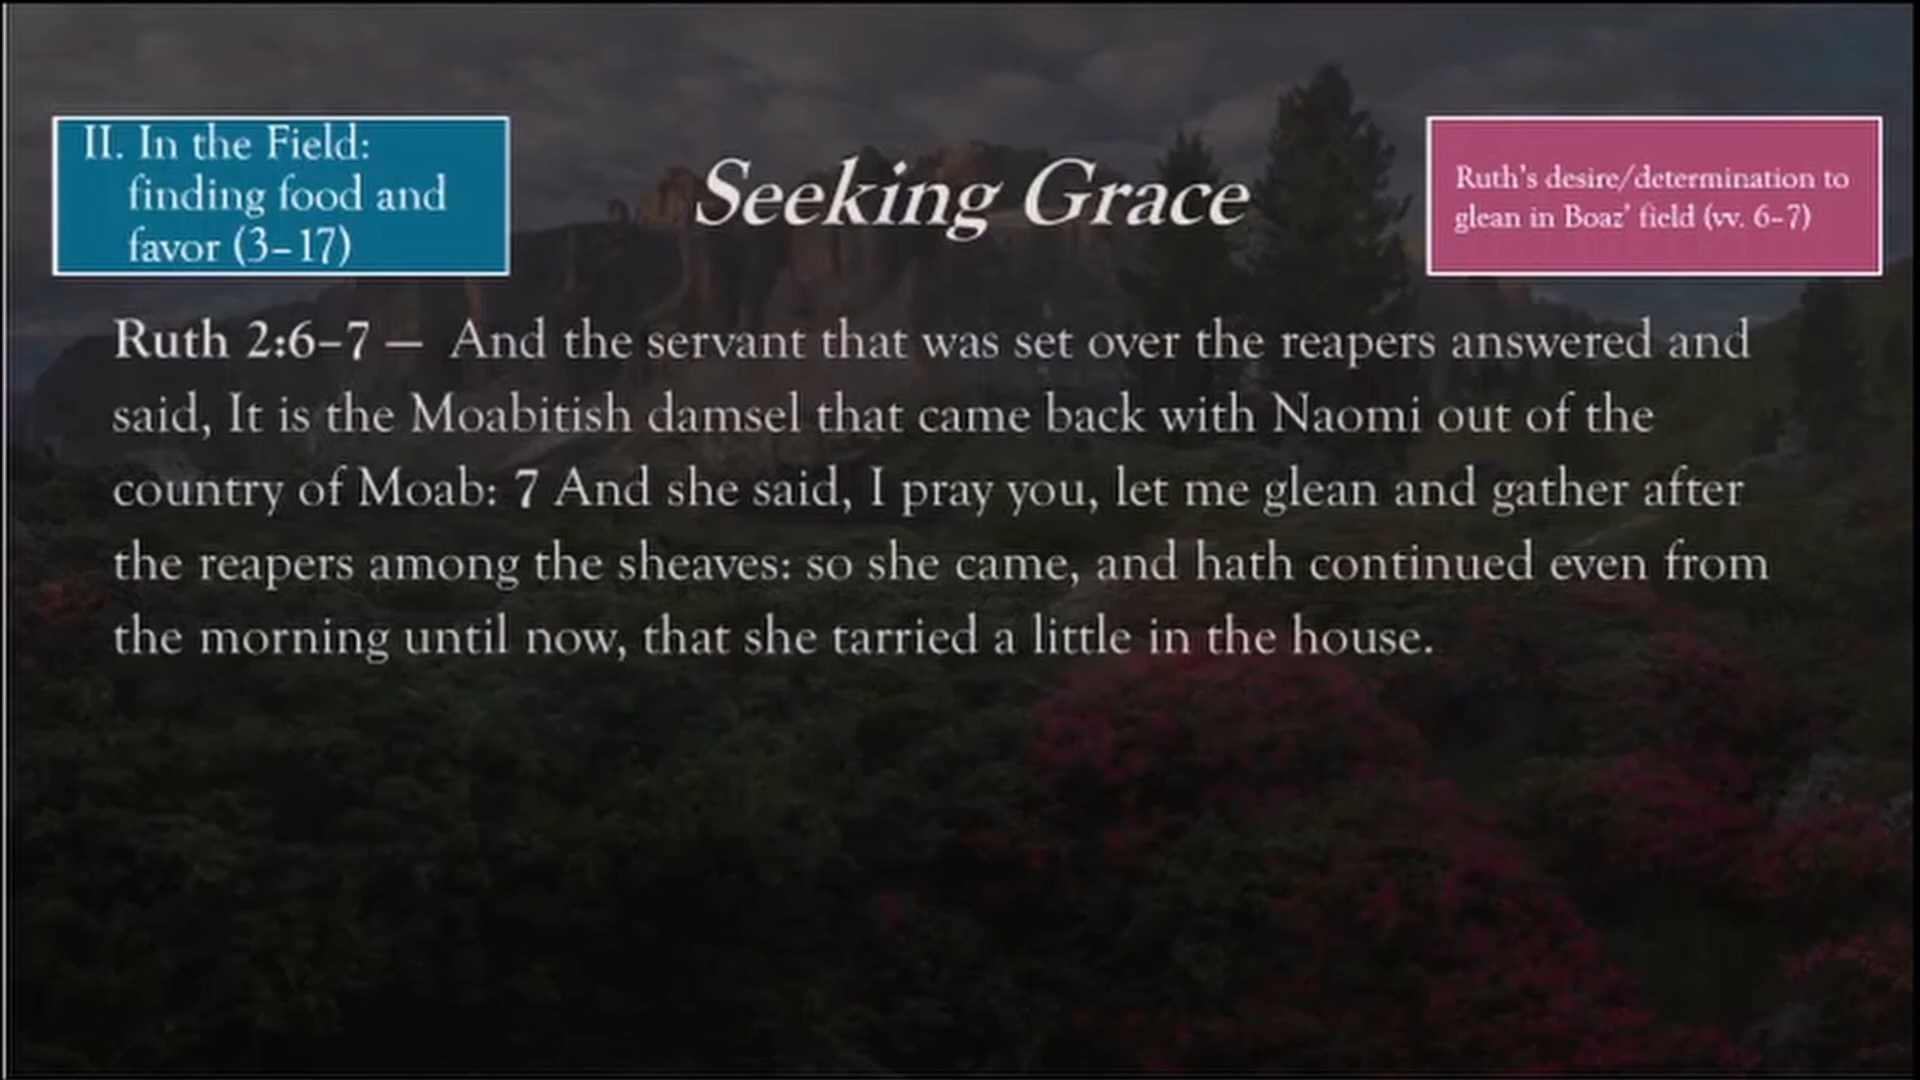 II. In the Field:
finding food and
favor (3–17)
Seeking Grace
Ruth's desire/determination to
glean in Boaz' field (vv. 6–7)
Ruth 2:6–7 — And the servant that was set over the reapers answered and
said, It is the Moabitish damsel that came back with Naomi out of the
country of Moab: 7 And she said, I pray you, let me glean and gather after
the reapers among the sheaves: so she came, and hath continued even from
the morning until now, that she tarried a little in the house.